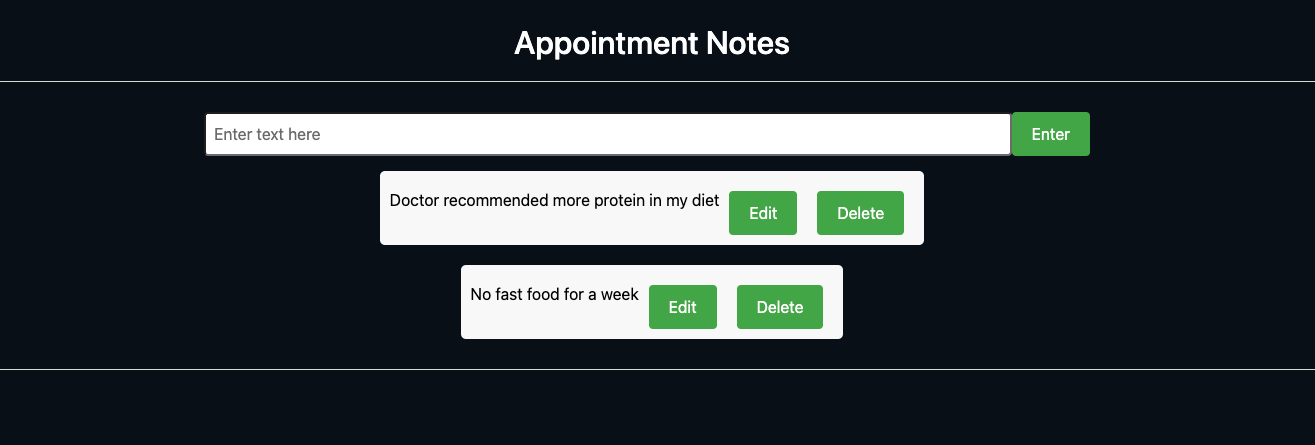 Appointment Notes
Enter text here Enter
Doctor recommended more protein in my diet Edit Delete
No fast food for a week Edit Delete